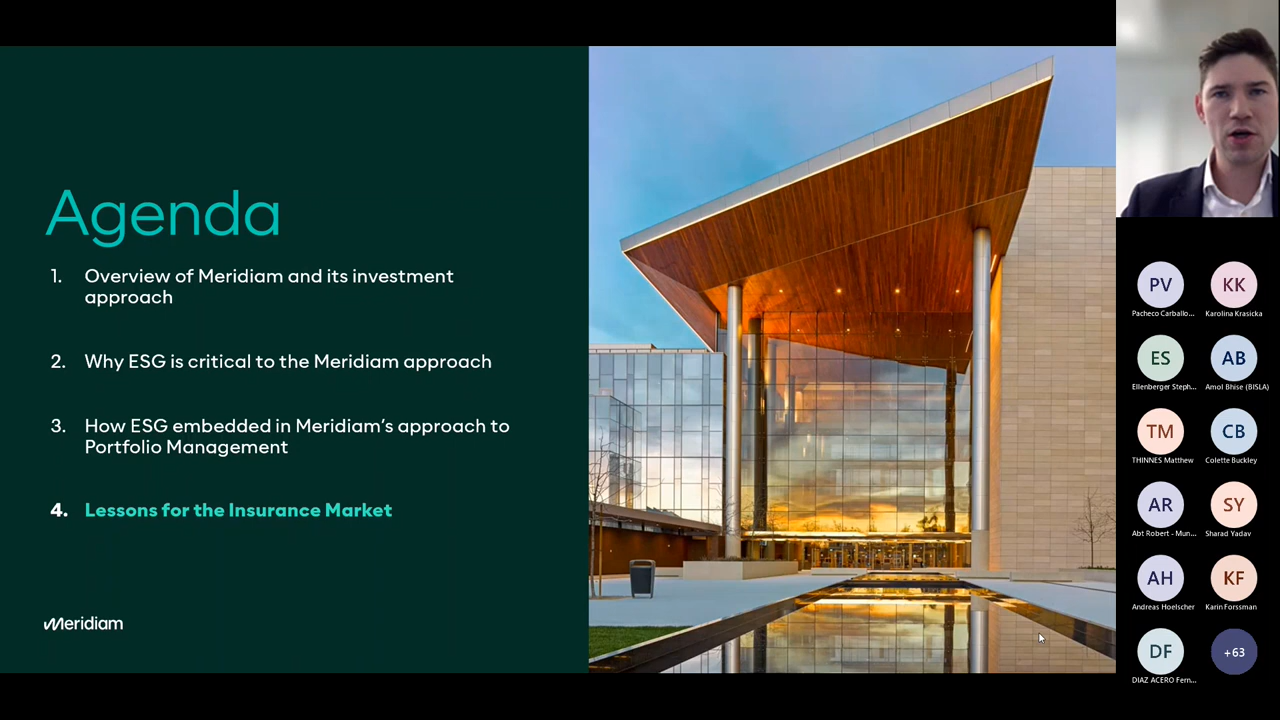 Agenda
1. Overview of Meridiam and its investment
approach
2. Why ESG is critical to the Meridiam approach
3. How ESG embedded in Meridiam's approach to
Portfolio Management
4. Lessons for the Insurance Market
Meridiam
PV KK
Pacheco Carballo... Karolina Krasicka
ES AB
Ellenberger Steph... Amol Bhise (BISLA)
TM CB
THINNES Matthew Colette Buckley
AR SY
Abt Robert - Mun... Sharad Yadav
AH KF
Andreas Hoelscher Karin Forssman
DF +63
DIAZ ACERO Fern...